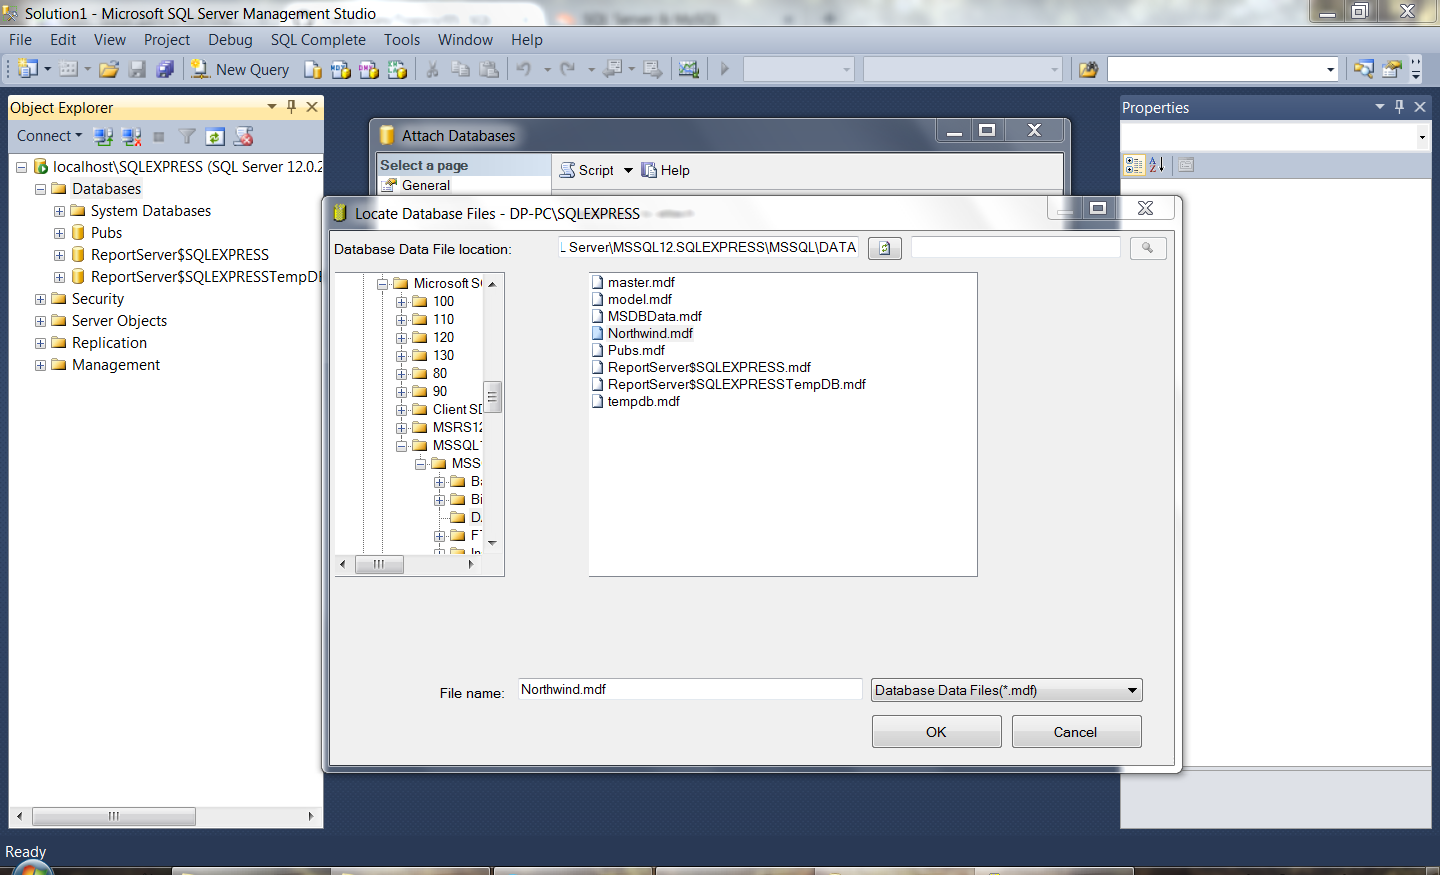 Solution1 - Microsoft SQL Server Management Studio
File Edit View Project Debug SQL Complete Tools Window Help
New Query
Object Explorer
Connect
localhost\SQLEXPRESS (SQL Server 12.0.2
Databases
System Databases
Pubs
ReportServer$SQLEXPRESS
ReportServer$SQLEXPRESSTempDB
Security
Server Objects
Replication
Management
Attach Databases
Select a page
General
Script Help
Locate Database Files - DP-PC\SQLEXPRESS
Database Data File location:
L Server\MSSQL12.SQLEXPRESS\MSSQL\DATA
Microsoft S
100
110
120
130
80
90
Client SD
MSRS12
MSSQL
MSS
Ba
Bi
DA
FT
In
master.mdf
model.mdf
MSDBData.mdf
Northwind.mdf
Pubs.mdf
ReportServer$SQLEXPRESS.mdf
ReportServer$SQLEXPRESSTempDB.mdf
tempdb.mdf
File name:
Northwind.mdf
Database Data Files(*.mdf)
OK
Cancel
Properties
Ready